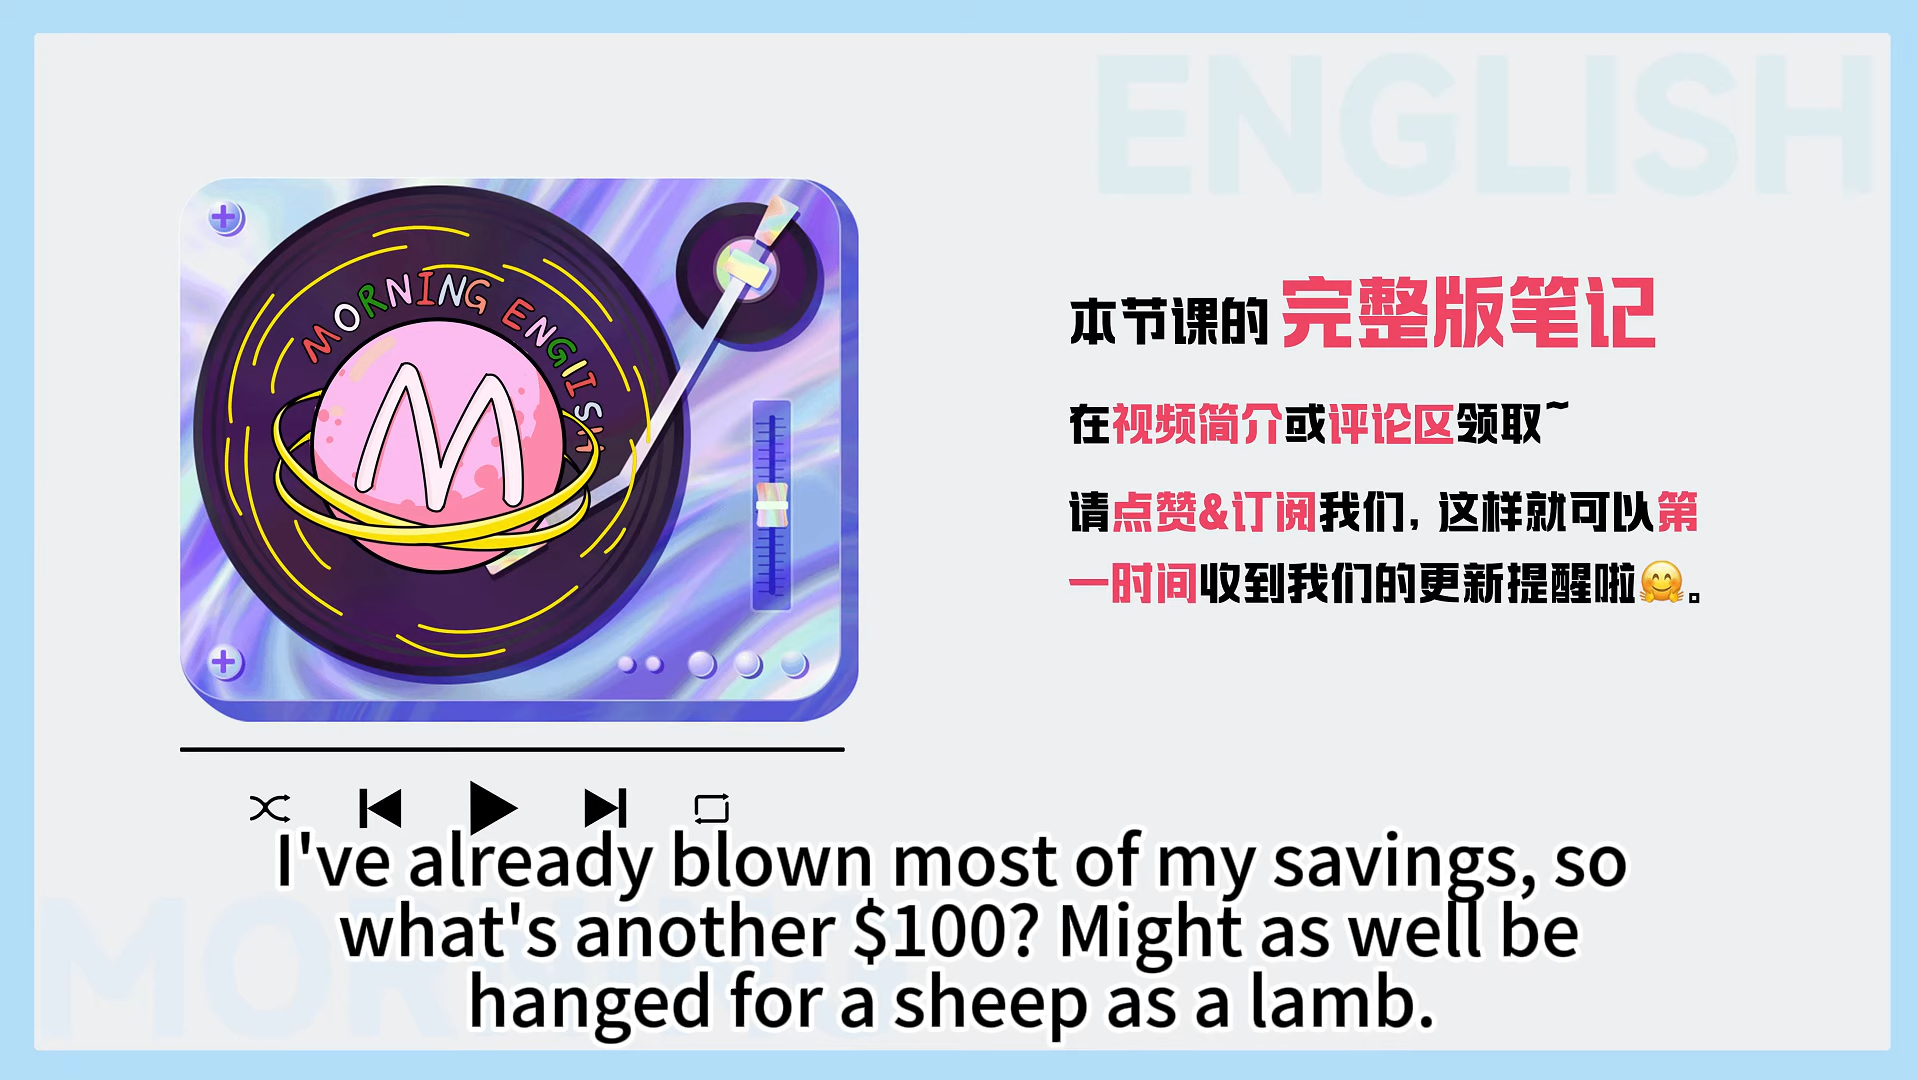 ENGLISH
MORNING ENGLISH
M
本节课的完整版笔记
在视频简介或评论区领取~
请点赞&订阅我们, 这样就可以第
一时间收到我们的更新提醒啦🤗。
I've already blown most of my savings, so
what's another $100? Might as well be
hanged for a sheep as a lamb.